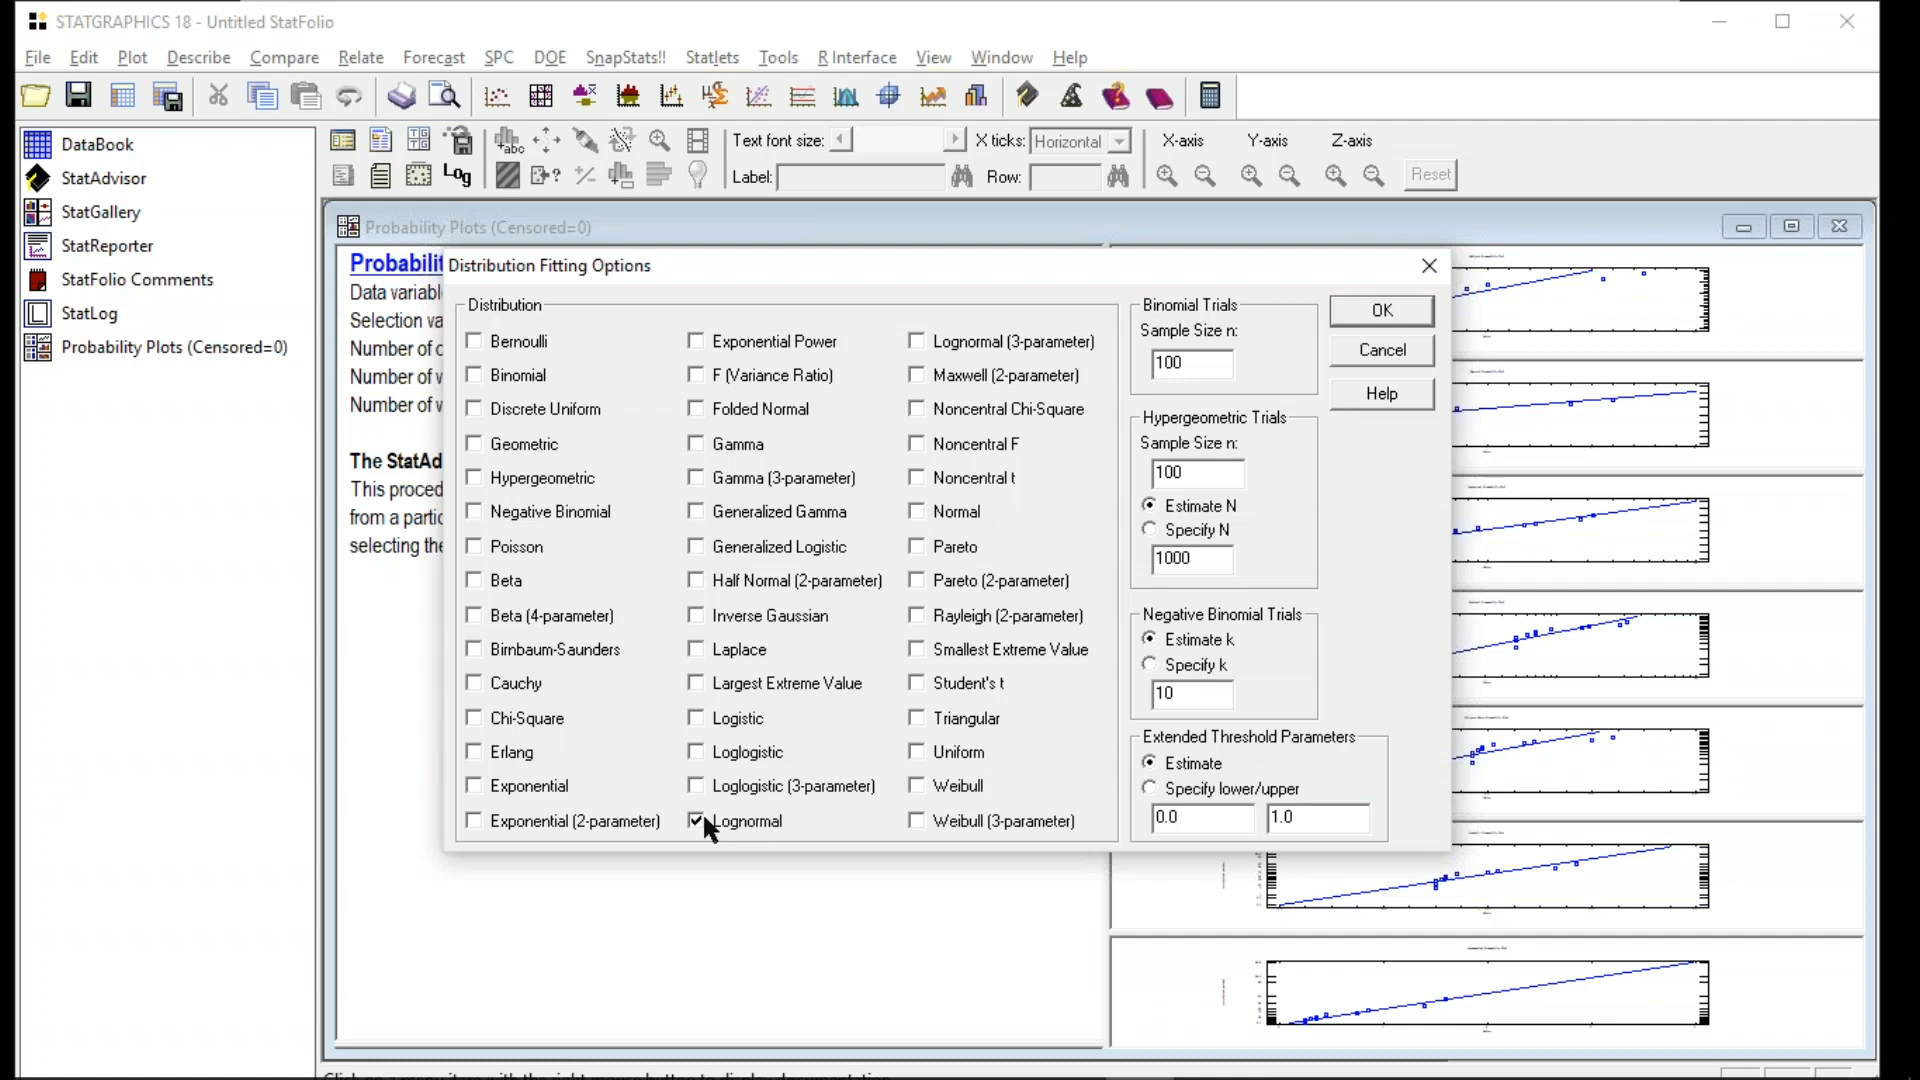 STATGRAPHICS 18 - Untitled StatFolio
File Edit Plot Describe Compare Relate Forecast SPC DOE SnapStats!! Statlets Tools R Interface View Window Help
Text font size: X ticks: Horizontal X-axis Y-axis Z-axis
Log Label: Row: Reset
DataBook
StatAdvisor
StatGallery
StatReporter
StatFolio Comments
StatLog
Probability Plots (Censored=0)
Probability Plots (Censored=0)
Probabilit
Data variabl
Selection va
Number of c
Number of v
Number of v
The StatAd
This proced
from a partic
selecting the
Distribution Fitting Options
Distribution
Bernoulli
Binomial
Discrete Uniform
Geometric
Hypergeometric
Negative Binomial
Poisson
Beta
Beta (4-parameter)
Birnbaum-Saunders
Cauchy
Chi-Square
Erlang
Exponential
Exponential (2-parameter)
Exponential Power
F (Variance Ratio)
Folded Normal
Gamma
Gamma (3-parameter)
Generalized Gamma
Generalized Logistic
Half Normal (2-parameter)
Inverse Gaussian
Laplace
Largest Extreme Value
Logistic
Loglogistic
Loglogistic (3-parameter)
Lognormal
Lognormal (3-parameter)
Maxwell (2-parameter)
Noncentral Chi-Square
Noncentral F
Noncentral t
Normal
Pareto
Pareto (2-parameter)
Rayleigh (2-parameter)
Smallest Extreme Value
Student's t
Triangular
Uniform
Weibull
Weibull (3-parameter)
Binomial Trials
Sample Size n:
100
Hypergeometric Trials
Sample Size n:
100
Estimate N
Specify N
1000
Negative Binomial Trials
Estimate k
Specify k
10
Extended Threshold Parameters
Estimate
Specify lower/upper
0.0 1.0
OK
Cancel
Help